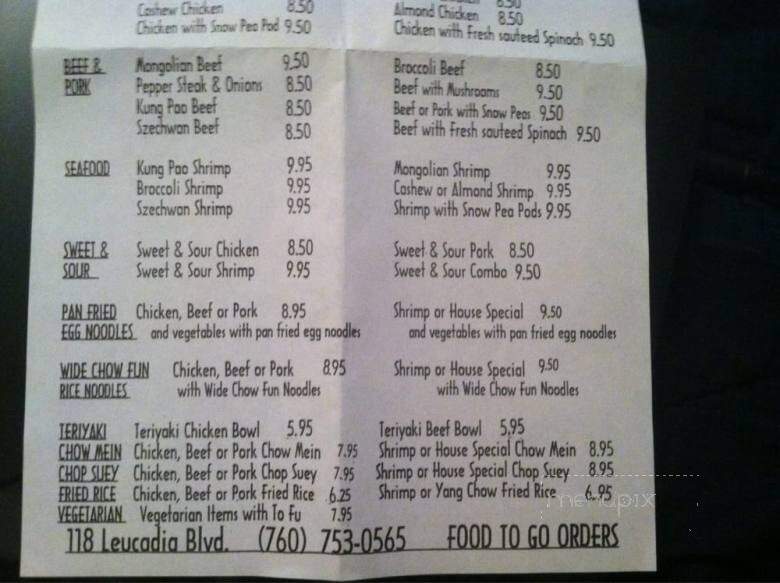 Cashew Chicken 8.50 Almond Chicken 8.50
Chicken with Snow Pea Pod 9.50 Chicken with Fresh sauteed Spinach 9.50
BEEF & Mongolian Beef 9.50 Broccoli Beef 8.50
PORK Pepper Steak & Onions 8.50 Beef with Mushrooms 9.50
Kung Pao Beef 8.50 Beef or Pork with Snow Peas 9.50
Szechwan Beef 8.50 Beef with Fresh sauteed Spinach 9.50
SEAFOOD Kung Pao Shrimp 9.95 Mongolian Shrimp 9.95
Broccoli Shrimp 9.95 Cashew or Almond Shrimp 9.95
Szechwan Shrimp 9.95 Shrimp with Snow Pea Pods 9.95
SWEET & Sweet & Sour Chicken 8.50 Sweet & Sour Pork 8.50
SOUR Sweet & Sour Shrimp 9.95 Sweet & Sour Combo 9.50
PAN FRIED Chicken, Beef or Pork 8.95 Shrimp or House Special 9.50
EGG NOODLES and vegetables with pan fried egg noodles and vegetables with pan fried egg noodles
WIDE CHOW FUN Chicken, Beef or Pork 8.95 Shrimp or House Special 9.50
RICE NOODLES with Wide Chow Fun Noodles with Wide Chow Fun Noodles
TERIYAKI Teriyaki Chicken Bowl 5.95 Teriyaki Beef Bowl 5.95
CHOW MEIN Chicken, Beef or Pork Chow Mein 7.95 Shrimp or House Special Chow Mein 8.95
CHOP SUEY Chicken, Beef or Pork Chop Suey 7.95 Shrimp or House Special Chop Suey 8.95
FRIED RICE Chicken, Beef or Pork Fried Rice 6.25 Shrimp or Yang Chow Fried Rice 6.95
VEGETARIAN Vegetarian Items with To Fu 7.95
menupix
118 Leucadia Blvd. (760) 753-0565 FOOD TO GO ORDERS